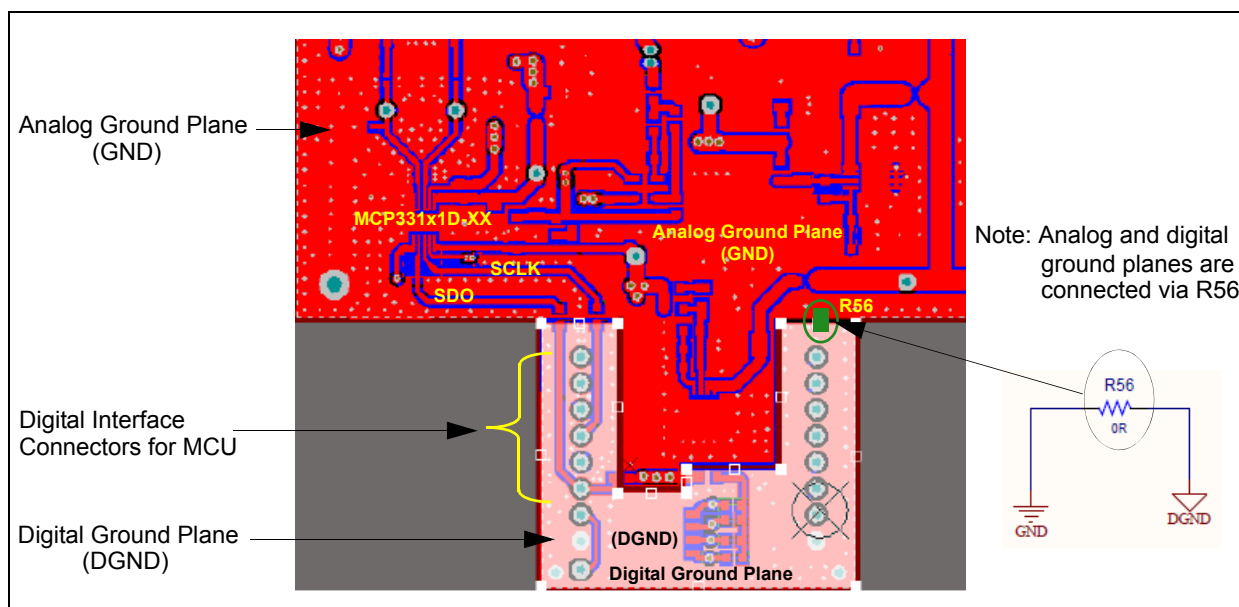 Analog Ground Plane
(GND)
MCP331x1D-XX
Analog Ground Plane
(GND)
SCLK
SDO
R56
Note: Analog and digital
ground planes are
connected via R56
R56
0R
GND
DGND
Digital Interface
Connectors for MCU
Digital Ground Plane
(DGND)
(DGND)
Digital Ground Plane